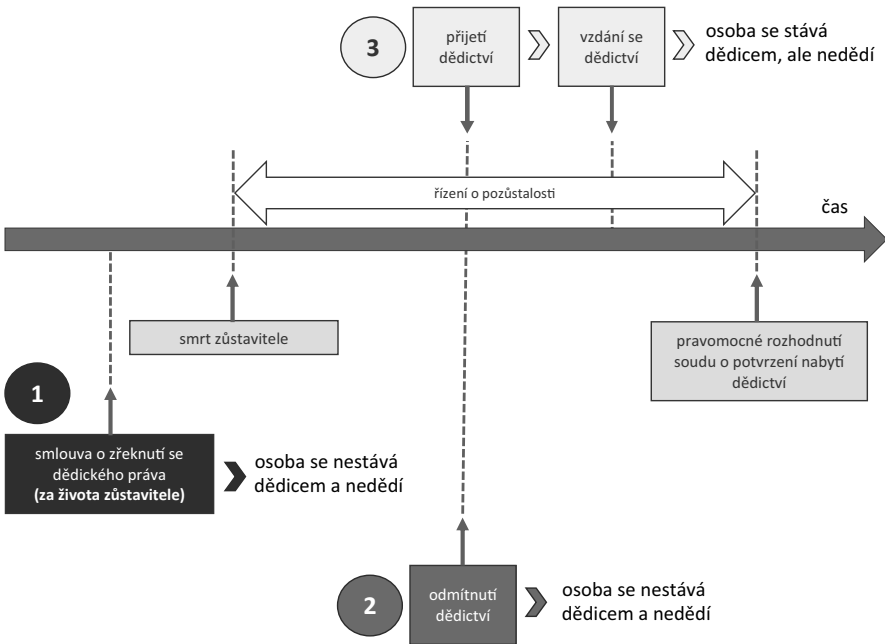 3
přijetí
dědictví
vzdání se
dědictví
osoba se stává
dědicem, ale nedědí
řízení o pozůstalosti
čas
smrt zůstavitele
pravomocné rozhodnutí
soudu o potvrzení nabytí
dědictví
1
smlouva o zřeknutí se
dědického práva
(za života zůstavitele)
osoba se nestává
dědicem a nedědí
2
odmítnutí
dědictví
osoba se nestává
dědicem a nedědí